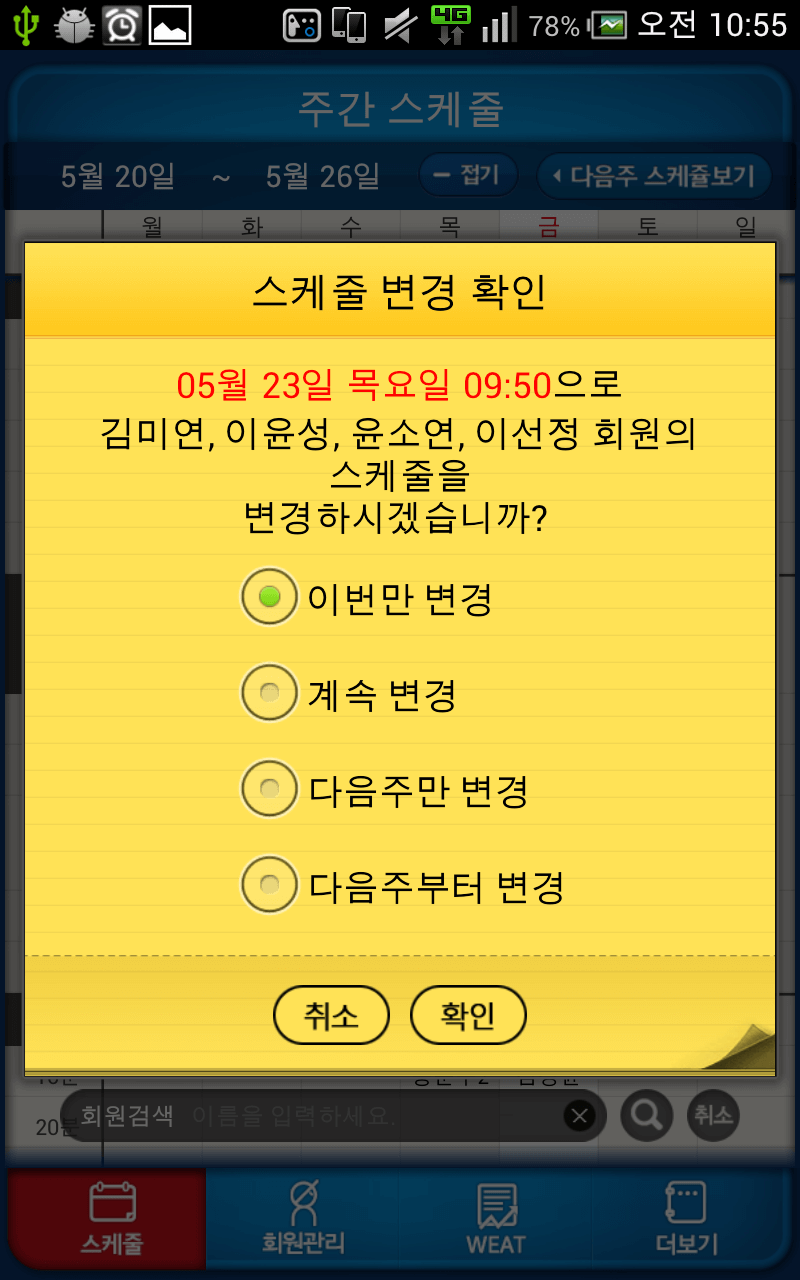 4G 78% 오전 10:55
주간 스케줄
5월 20일 ~ 5월 26일 접기 다음주 스케쥴보기
월 화 수 목 금 토 일
스케줄 변경 확인
05월 23일 목요일 09:50으로
김미연, 이윤성, 윤소연, 이선정 회원의
스케줄을
변경하시겠습니까?
이번만 변경
계속 변경
다음주만 변경
다음주부터 변경
취소 확인
20분
회원검색 이름을 입력하세요. 취소
스케줄 회원관리 WEAT 더보기